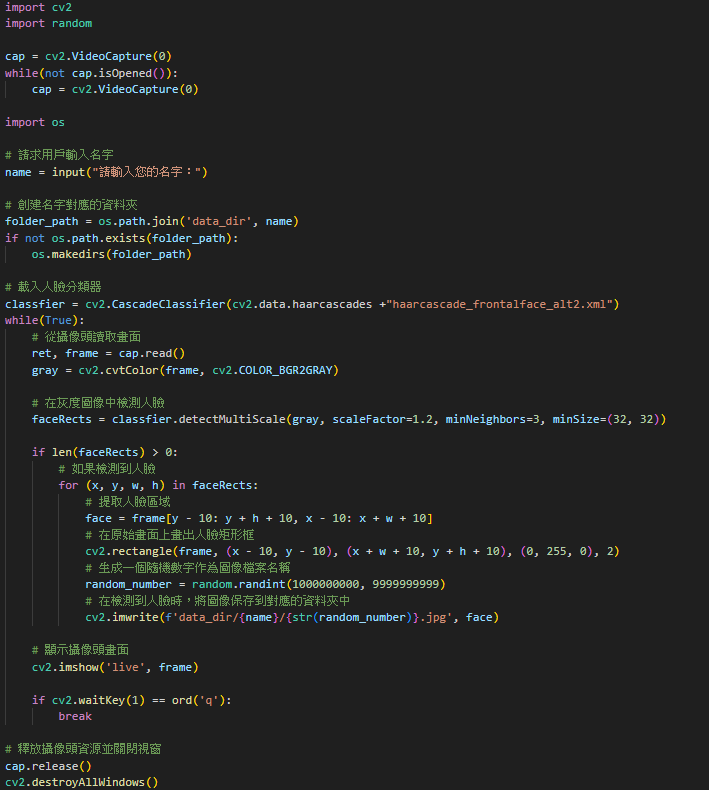 import cv2
import random

cap = cv2.VideoCapture(0)
while(not cap.isOpened()):
    cap = cv2.VideoCapture(0)

import os

# 請求用戶輸入名字
name = input("請輸入您的名字：")

# 創建名字對應的資料夾
folder_path = os.path.join('data_dir', name)
if not os.path.exists(folder_path):
    os.makedirs(folder_path)

# 載入人臉分類器
classfier = cv2.CascadeClassifier(cv2.data.haarcascades +"haarcascade_frontalface_alt2.xml")
while(True):
    # 從攝像頭讀取畫面
    ret, frame = cap.read()
    gray = cv2.cvtColor(frame, cv2.COLOR_BGR2GRAY)

    # 在灰度圖像中檢測人臉
    faceRects = classfier.detectMultiScale(gray, scaleFactor=1.2, minNeighbors=3, minSize=(32, 32))

    if len(faceRects) > 0:
        # 如果檢測到人臉
        for (x, y, w, h) in faceRects:
            # 提取人臉區域
            face = frame[y - 10: y + h + 10, x - 10: x + w + 10]
            # 在原始畫面上畫出人臉矩形框
            cv2.rectangle(frame, (x - 10, y - 10), (x + w + 10, y + h + 10), (0, 255, 0), 2)
            # 生成一個隨機數字作為圖像檔案名稱
            random_number = random.randint(1000000000, 9999999999)
            # 在檢測到人臉時，將圖像保存到對應的資料夾中
            cv2.imwrite(f'data_dir/{name}/{str(random_number)}.jpg', face)

    # 顯示攝像頭畫面
    cv2.imshow('live', frame)

    if cv2.waitKey(1) == ord('q'):
        break

# 釋放攝像頭資源並關閉視窗
cap.release()
cv2.destroyAllWindows()